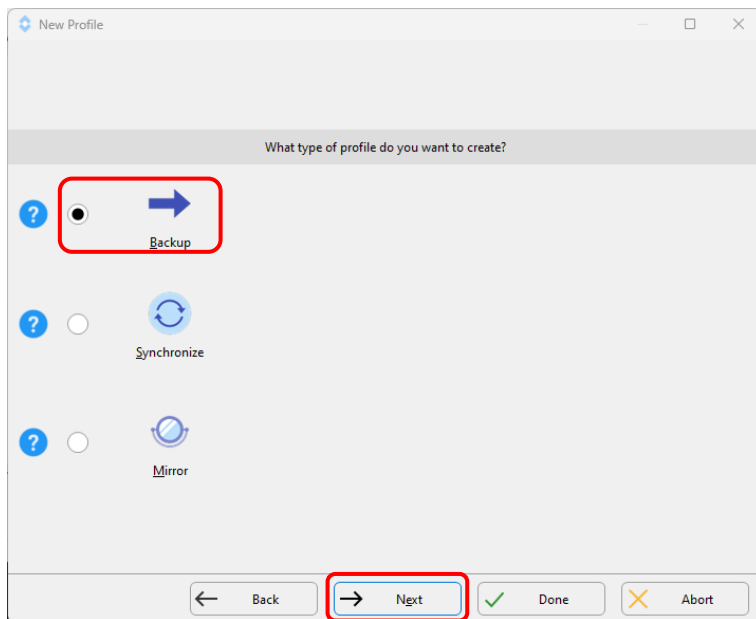 New Profile
What type of profile do you want to create?
?
Backup
?
Synchronize
?
Mirror
Back
Next
Done
Abort